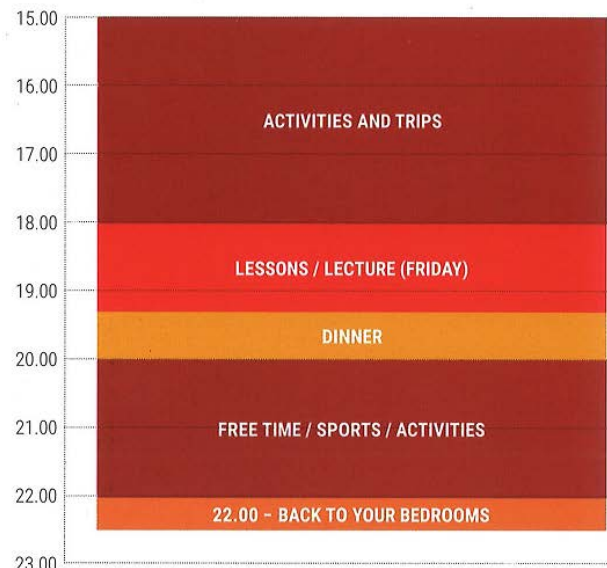 15.00
16.00
ACTIVITIES AND TRIPS
17.00
18.00
LESSONS / LECTURE (FRIDAY)
19.00
DINNER
20.00
21.00
FREE TIME / SPORTS / ACTIVITIES
22.00
22.00 – BACK TO YOUR BEDROOMS
23.00